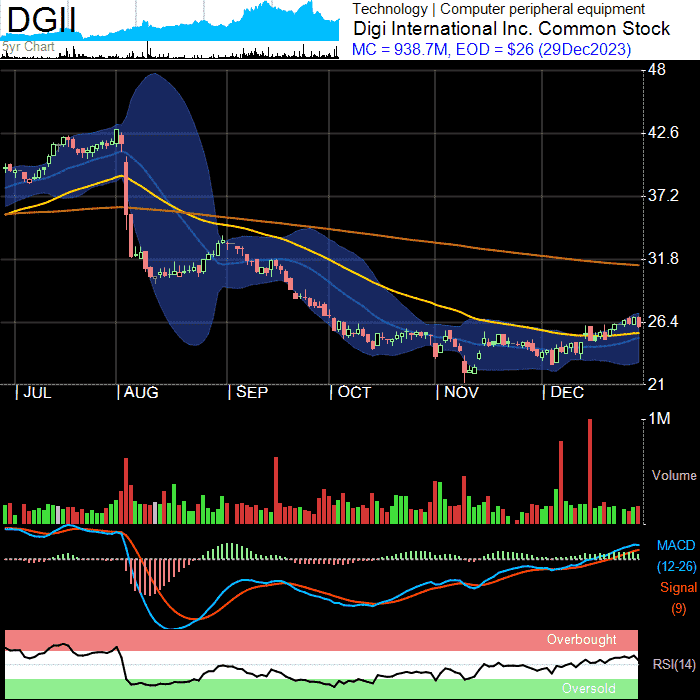 DGII
5yr Chart
Technology | Computer peripheral equipment
Digi International Inc. Common Stock
MC = 938.7M, EOD = $26 (29Dec2023)
48
42.6
37.2
31.8
26.4
21
| JUL | AUG | SEP | OCT | NOV | DEC
1M
Volume
MACD
(12-26)
Signal
(9)
Overbought
RSI(14)
Oversold